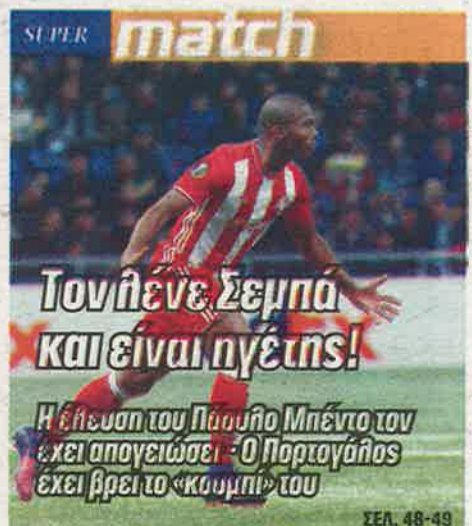 SUPER match
Τον λένε Σεμπά
και είναι ηγέτης!
Η έλευση του Πάουλο Μπέντο τον
έχει απογειώσει - Ο Πορτογάλος
έχει βρει το «κουμπί» του
ΣΕΛ. 48-49